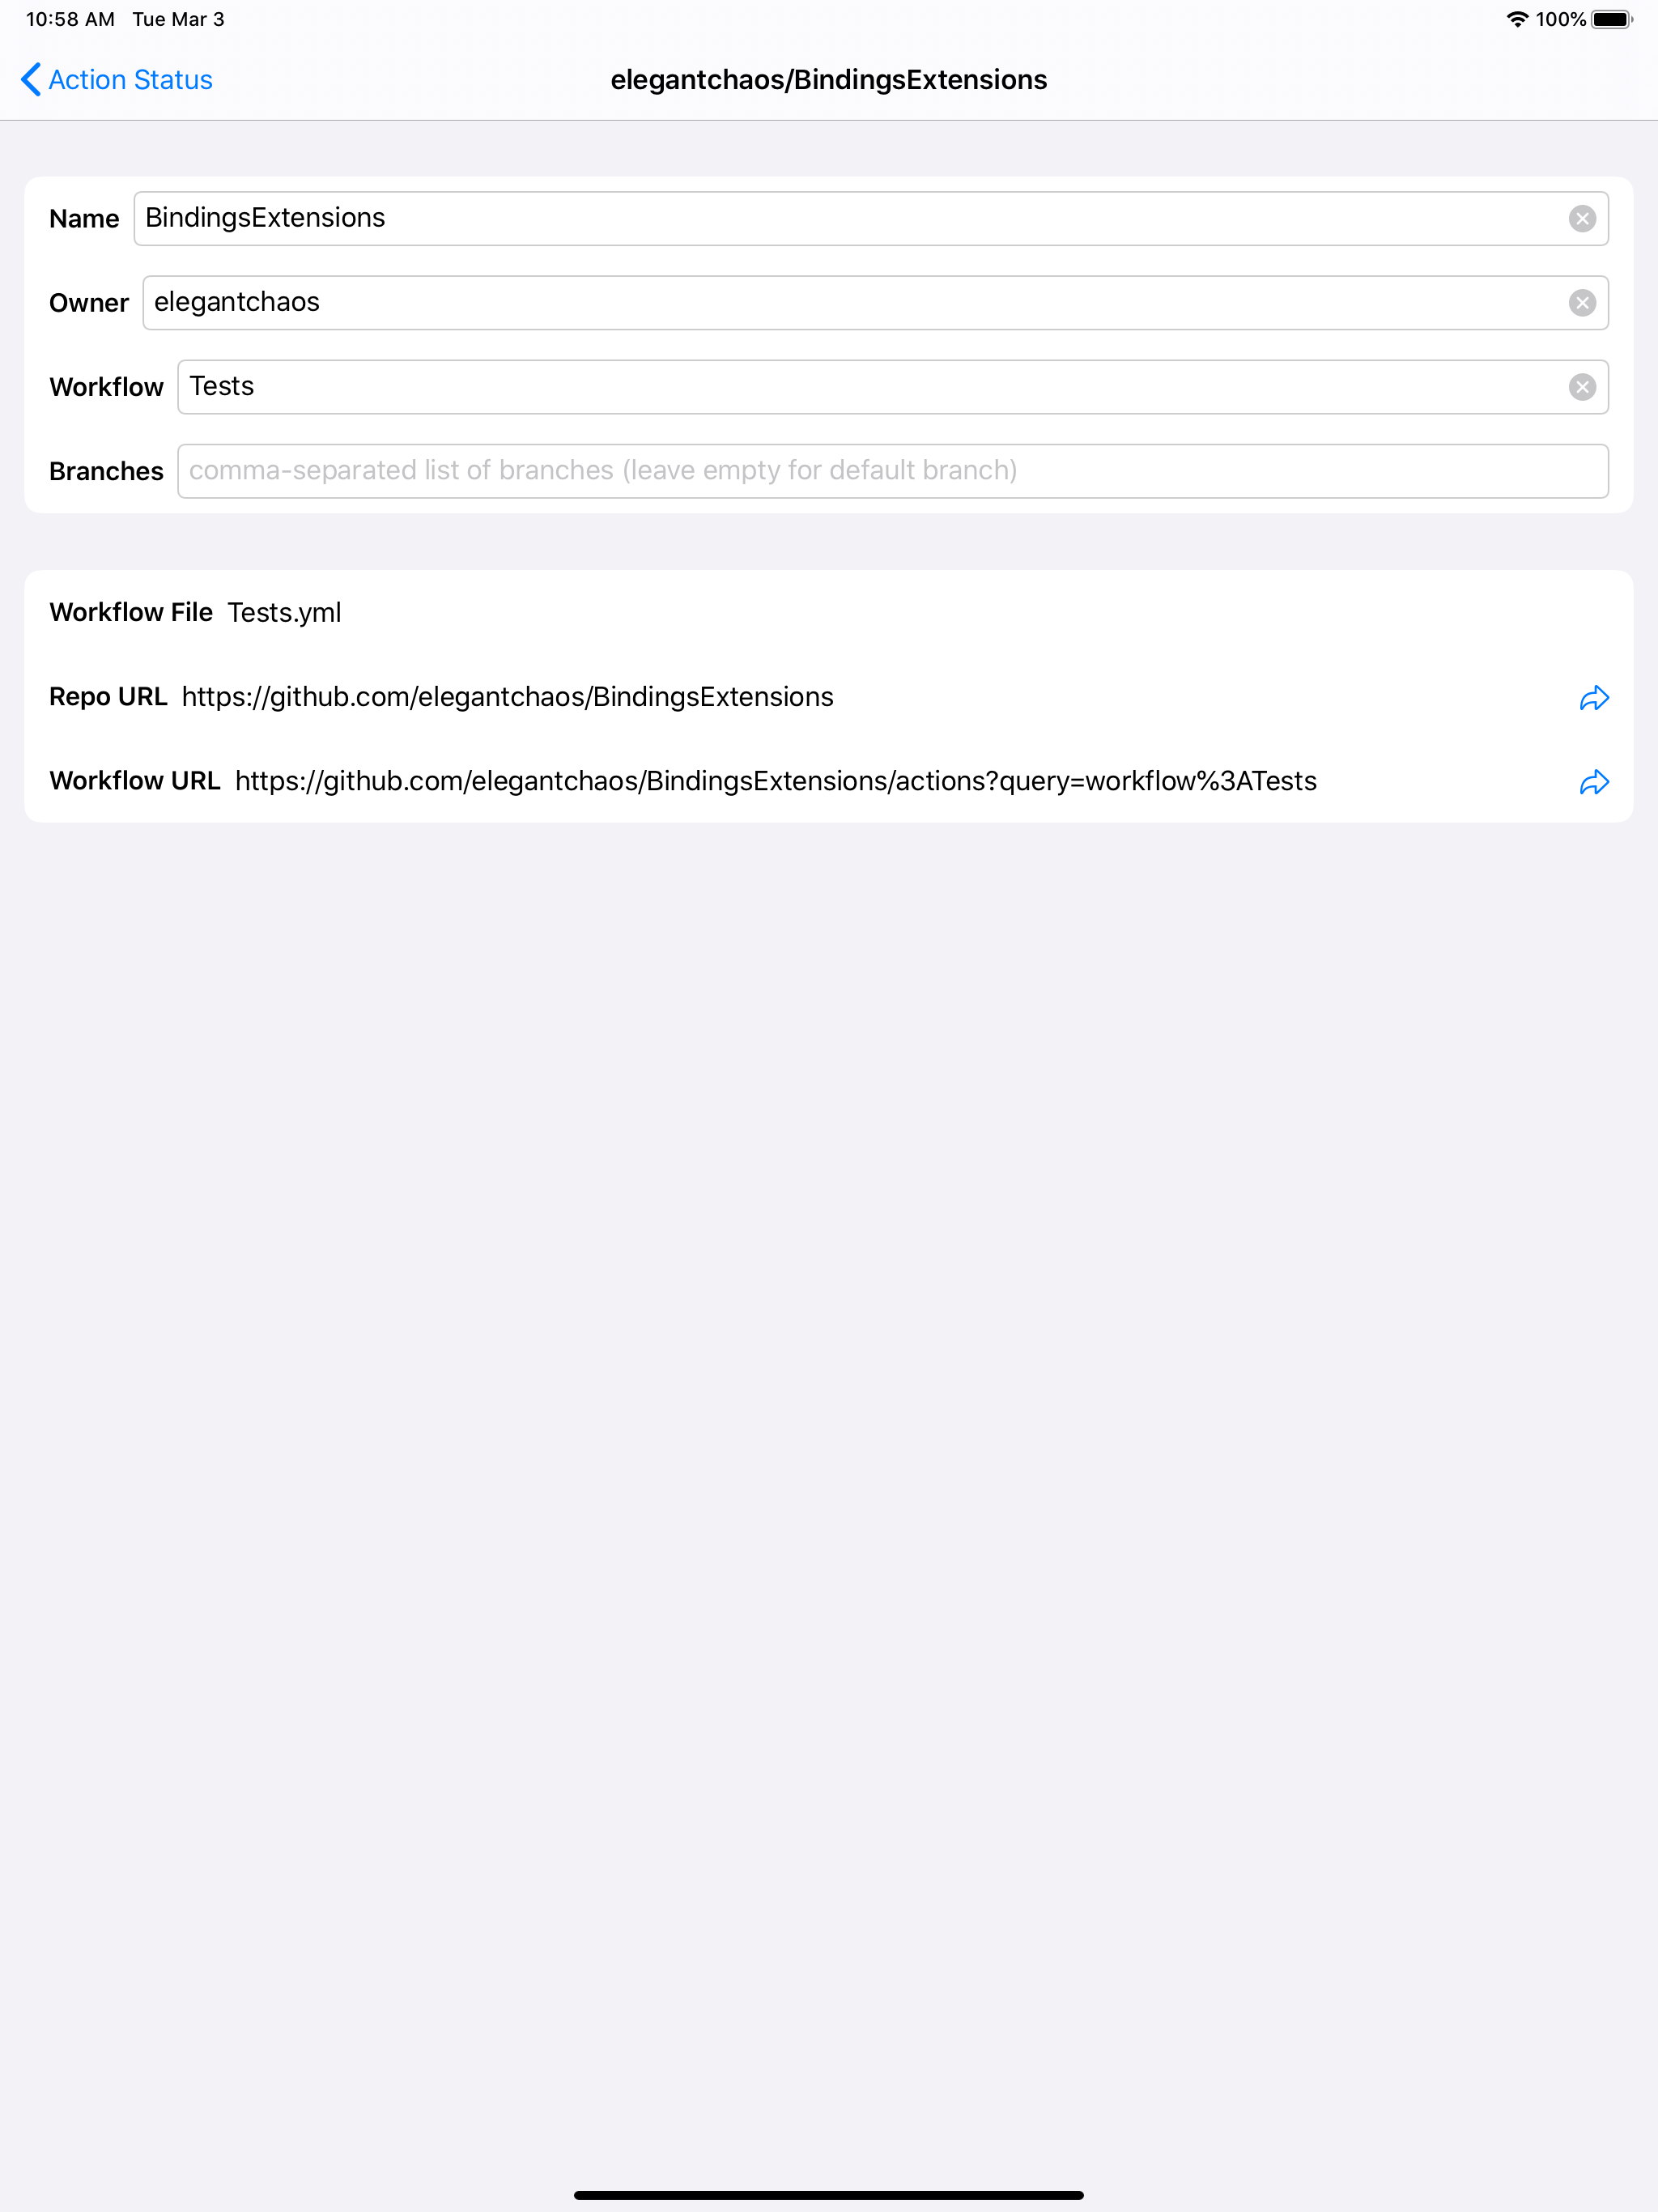 10:58 AM Tue Mar 3 100%
Action Status elegantchaos/BindingsExtensions
Name BindingsExtensions
Owner elegantchaos
Workflow Tests
Branches comma-separated list of branches (leave empty for default branch)
Workflow File Tests.yml
Repo URL https://github.com/elegantchaos/BindingsExtensions
Workflow URL https://github.com/elegantchaos/BindingsExtensions/actions?query=workflow%3ATests